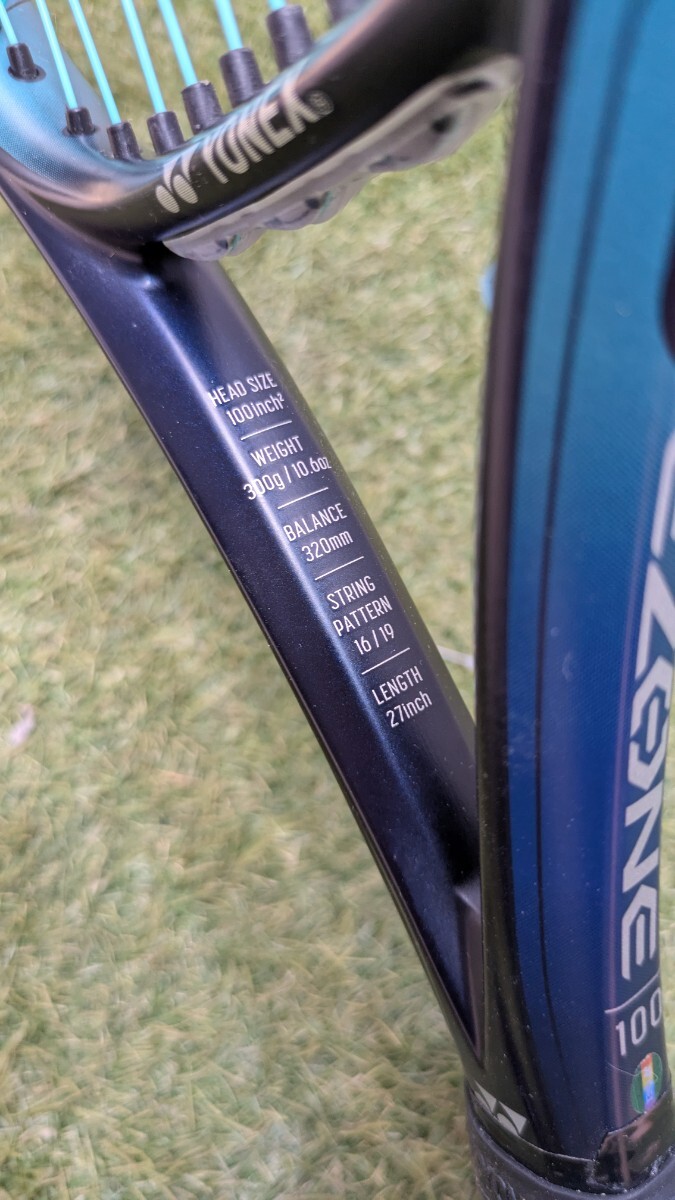 YONEX®
HEAD SIZE
100inch²
WEIGHT
300g / 10.6oz
BALANCE
320mm
STRING
PATTERN
16 / 19
LENGTH
27inch
EZONE
100